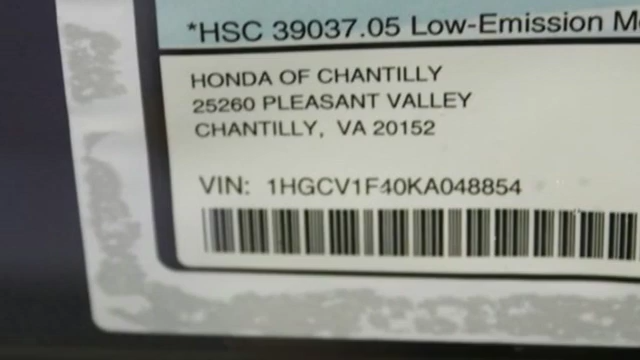 *HSC 39037.05 Low-Emission M
HONDA OF CHANTILLY
25260 PLEASANT VALLEY
CHANTILLY, VA 20152
VIN: 1HGCV1F40KA048854